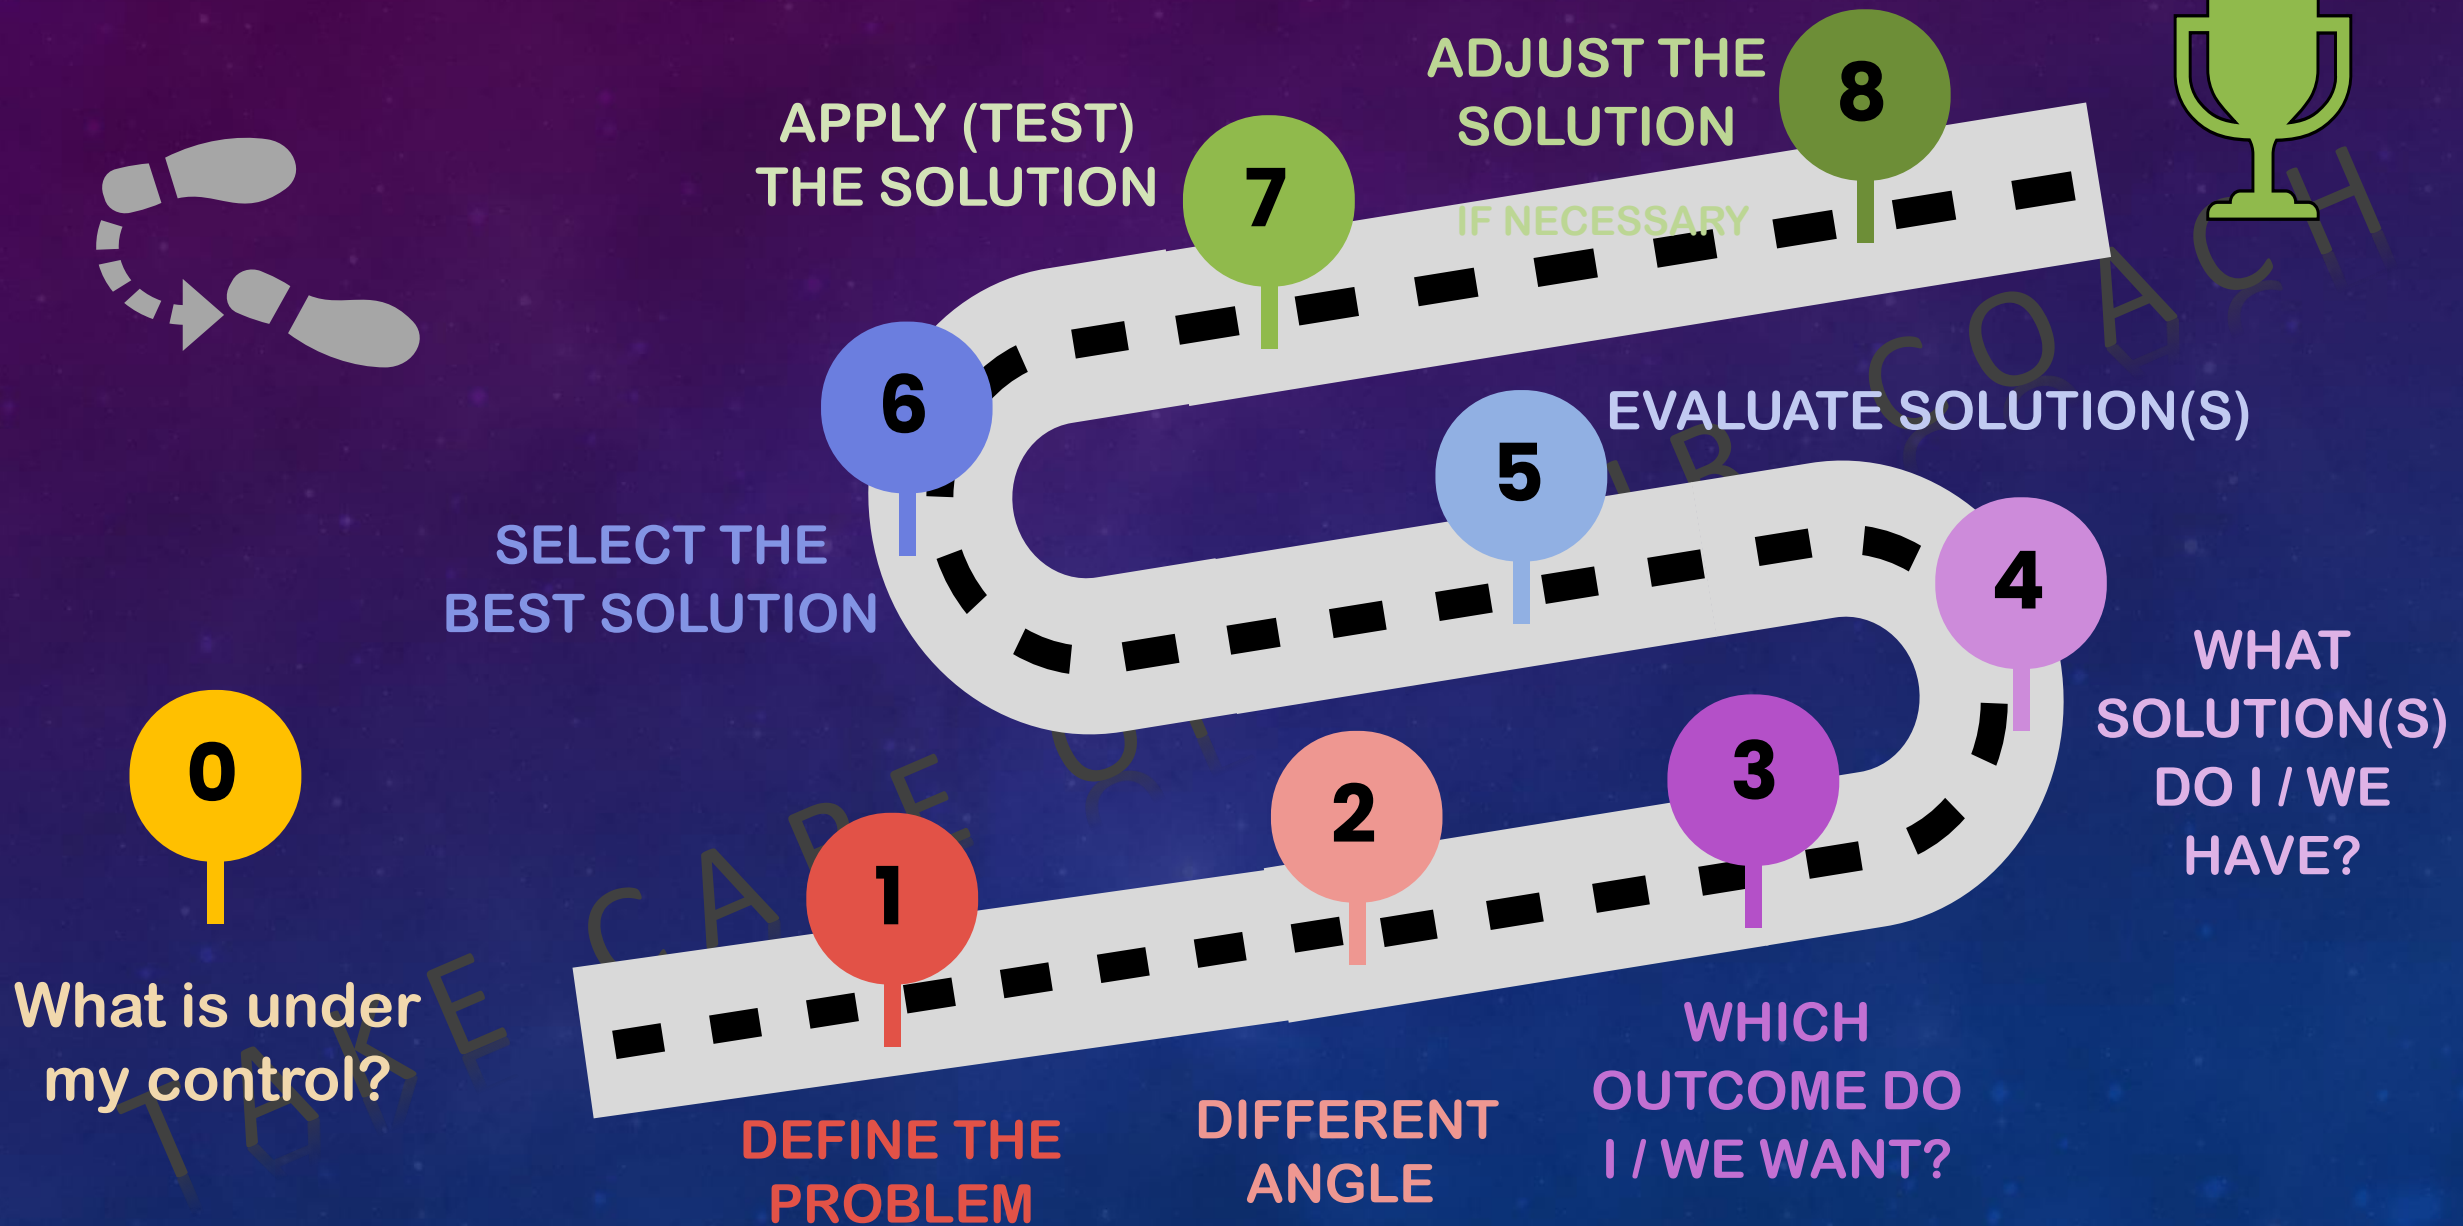 0
What is under
my control?
1
DEFINE THE
PROBLEM
2
DIFFERENT
ANGLE
3
WHICH
OUTCOME DO
I / WE WANT?
4
WHAT
SOLUTION(S)
DO I / WE
HAVE?
5
EVALUATE SOLUTION(S)
6
SELECT THE
BEST SOLUTION
7
APPLY (TEST)
THE SOLUTION
8
ADJUST THE
SOLUTION
IF NECESSARY
TAKE CARE COACH